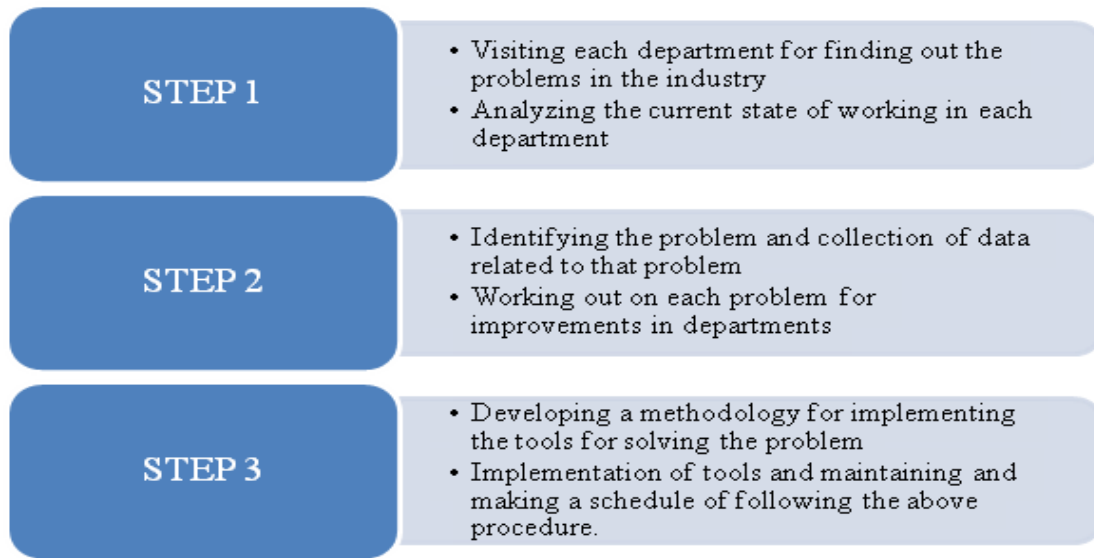 STEP 1
• Visiting each department for finding out the
problems in the industry
• Analyzing the current state of working in each
department
STEP 2
• Identifying the problem and collection of data
related to that problem
• Working out on each problem for
improvements in departments
STEP 3
• Developing a methodology for implementing
the tools for solving the problem
• Implementation of tools and maintaining and
making a schedule of following the above
procedure.